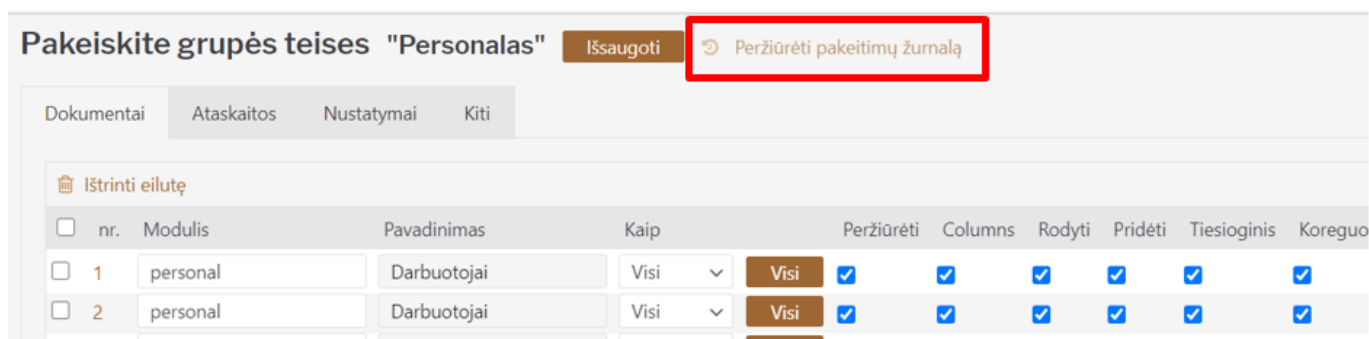 Pakeiskite grupės teises "Personalas" Išsaugoti Peržiūrėti pakeitimų žurnalą
Dokumentai Ataskaitos Nustatymai Kiti
Ištrinti eilutę
nr. Modulis Pavadinimas Kaip Peržiūrėti Columns Rodyti Pridėti Tiesioginis Koreguo
1 personal Darbuotojai Visi Visi
2 personal Darbuotojai Visi Visi